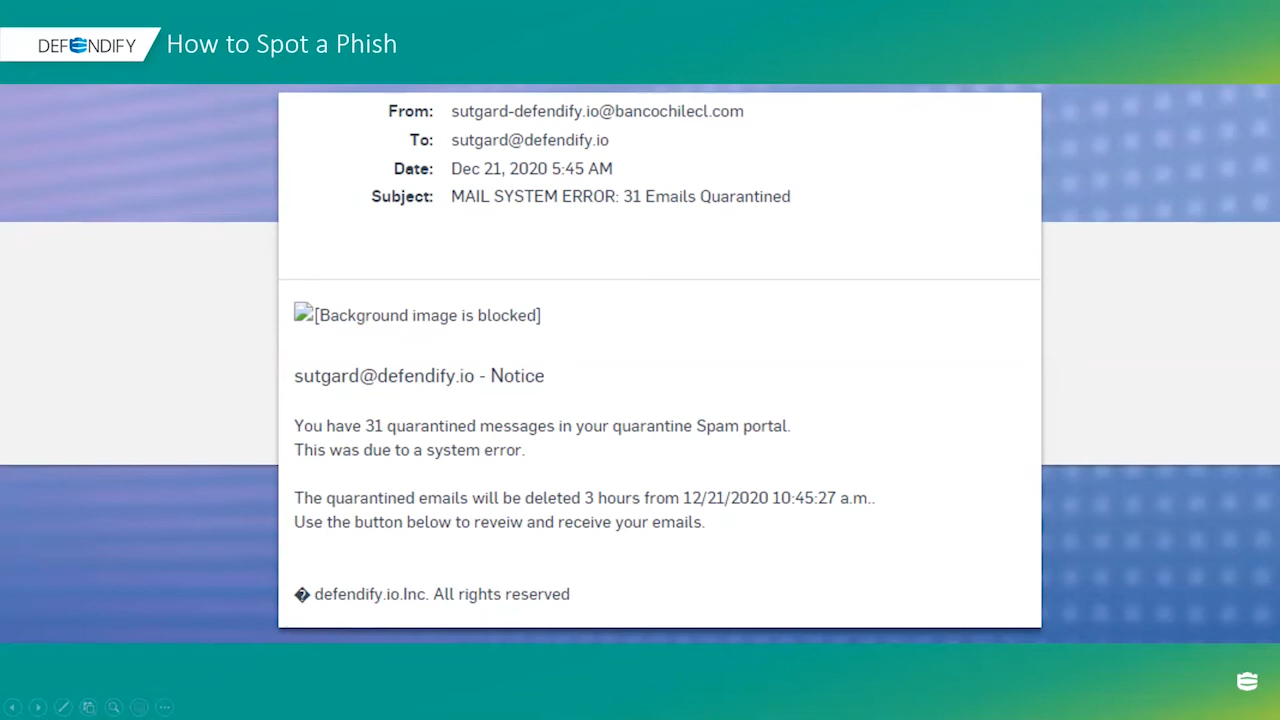 DEFENDIFY How to Spot a Phish
From: sutgard-defendify.io@bancochilecl.com
To: sutgard@defendify.io
Date: Dec 21, 2020 5:45 AM
Subject: MAIL SYSTEM ERROR: 31 Emails Quarantined
[Background image is blocked]
sutgard@defendify.io - Notice
You have 31 quarantined messages in your quarantine Spam portal.
This was due to a system error.
The quarantined emails will be deleted 3 hours from 12/21/2020 10:45:27 a.m..
Use the button below to reveiw and receive your emails.
� defendify.io.Inc. All rights reserved